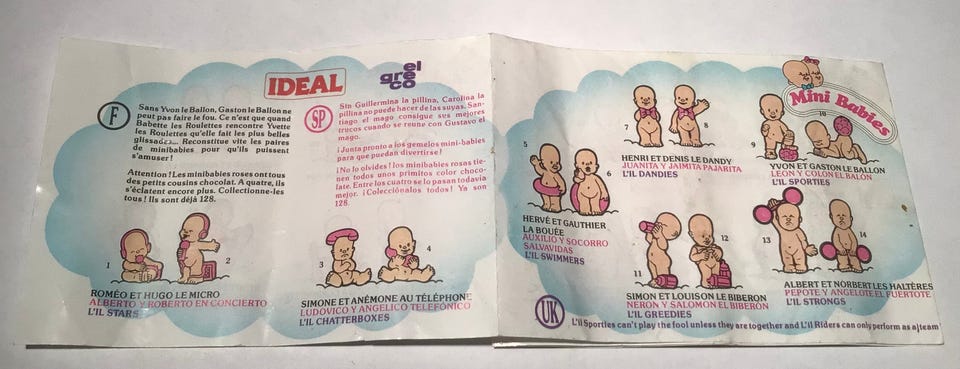 IDEAL
el
greco
F
Sans Yvon le Ballon, Gaston le Ballon ne
peut pas faire le fou. Ce n'est que quand
Babette les Roulettes rencontre Yvette
les Roulettes qu'elle fait les plus belles
glissades... Reconstitue vite les paires
de minibabies pour qu'ils puissent
s'amuser !
Attention ! Les minibabies roses ont tous
des petits cousins chocolat. A quatre, ils
s'éclatent encore plus. Collectionne-les
tous ! Ils sont déjà 128.
SP
Sin Guillermina la pillina, Carolina la
pillina no puede hacer de las suyas. San-
tiago el mago consigue sus mejores
trucos cuando se reune con Gustavo el
mago.
¡Junta pronto a los gemelos mini-babies
para que puedan divertirse!
¡No lo olvides! los minibabies rosas tie-
nen todos unos primitos color choco-
late. Entre los cuatro se lo pasan todavía
mejor. ¡Colecciónalos todos! Ya son
128.
1
2
ROMÉO ET HUGO LE MICRO
ALBERTO Y ROBERTO EN CONCIERTO
L'IL STARS
3
4
SIMONE ET ANÉMONE AU TÉLÉPHONE
LUDOVICO Y ANGELICO TELEFÓNICO
L'IL CHATTERBOXES
Mini Babies
5
6
HERVÉ ET GAUTHIER
LA BOUÉE
AUXILIO Y SOCORRO
SALVAVIDAS
L'IL SWIMMERS
7
8
HENRI ET DENIS LE DANDY
JUANITA Y JAIMITA PAJARITA
L'IL DANDIES
9
10
YVON ET GASTON LE BALLON
LEON Y COLON EL BALÓN
L'IL SPORTIES
11
12
SIMON ET LOUISON LE BIBERON
NERON Y SALOMON EL BIBERON
L'IL GREEDIES
13
14
ALBERT ET NORBERT LES HALTÈRES
PEPOTE Y ANGELOTE EL FUERTOTE
L'IL STRONGS
UK
L'il Sporties can't play the fool unless they are together and L'il Riders can only perform as a team